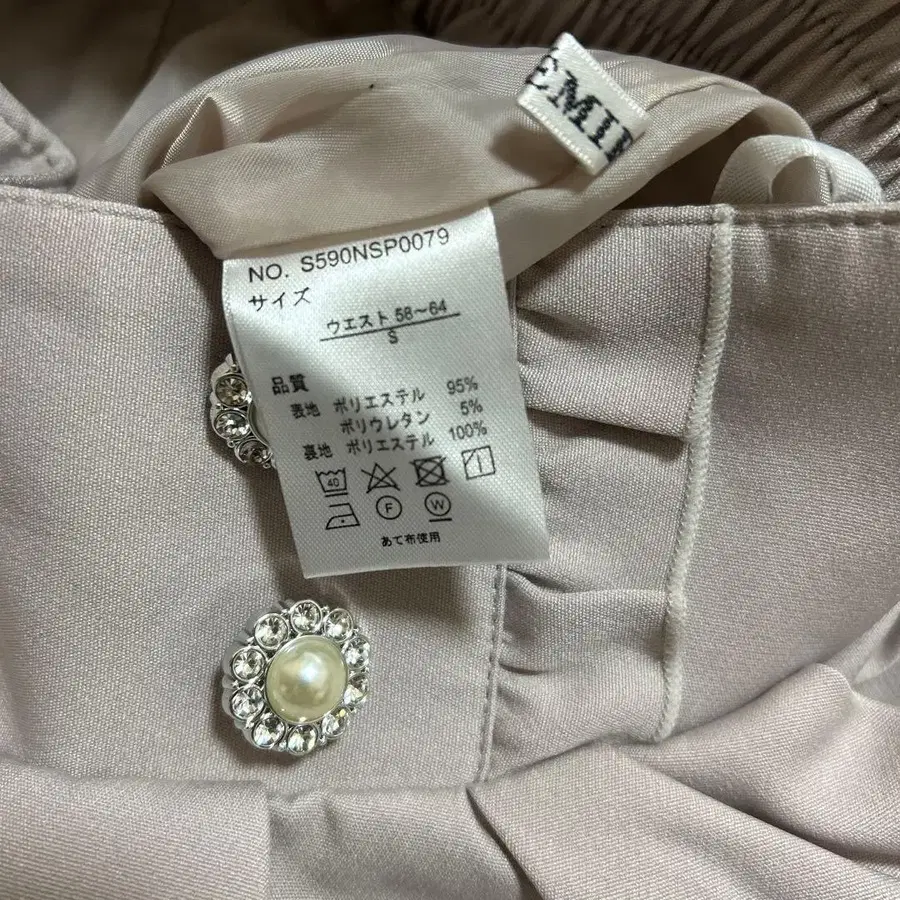 EMI
NO. S590NSP0079
サイズ
ウエスト 58～64
S
品質
表地 ポリエステル 95%
ポリウレタン 5%
裏地 ポリエステル 100%
40
F W
あて布使用